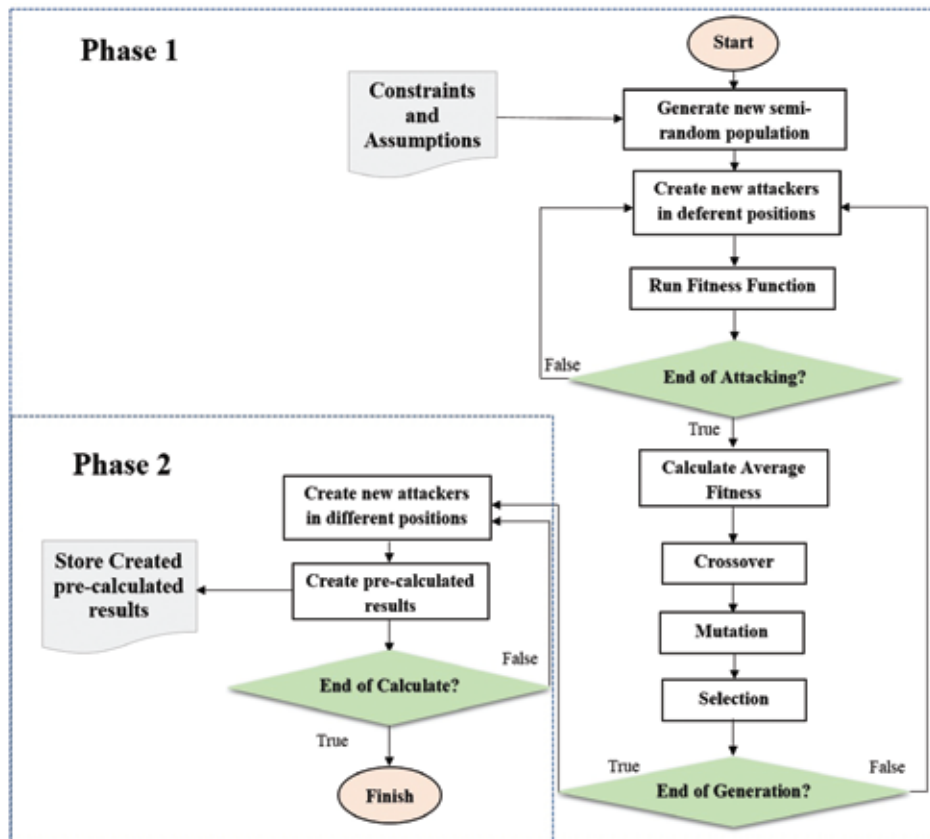 Phase 1
Start
Constraints
and
Assumptions
Generate new semi-
random population
Create new attackers
in deferent positions
Run Fitness Function
False
End of Attacking?
True
Calculate Average
Fitness
Crossover
Mutation
Selection
True
False
End of Generation?
Phase 2
Create new attackers
in different positions
Store Created
pre-calculated
results
Create pre-calculated
results
False
End of Calculate?
True
Finish